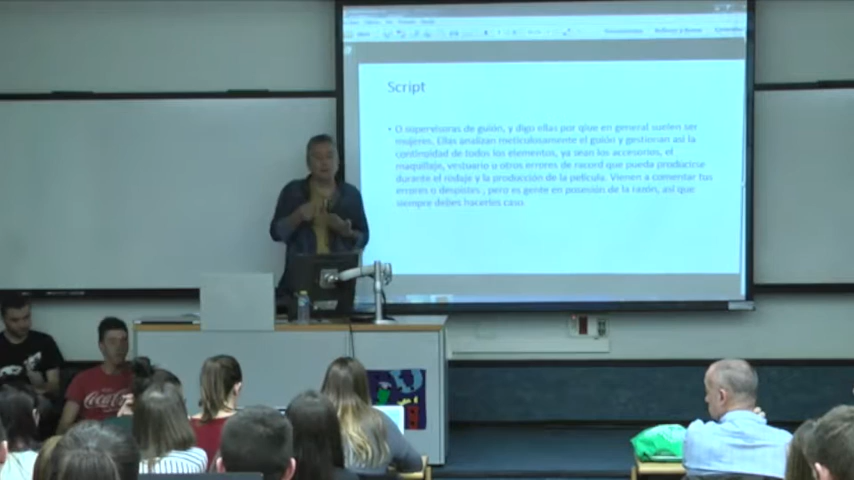 Script
• O supervisoras de guión, y digo ellas por qiue en general suelen ser
mujeres. Ellas analizan meticulosamente el guión y gestionan así la
continuidad de todos los elementos, ya sean los accesorios, el
maquillaje, vestuario u otros errores de racord que pueda producirse
durante el rodaje y la producción de la película. Vienen a comentar tus
errores o despistes , pero es gente en posesión de la razón, así que
siempre debes hacerles caso
Coca-Cola